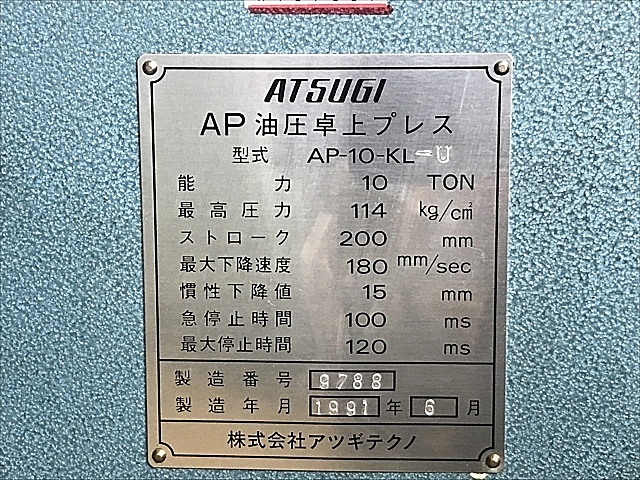 ATSUGI
AP 油圧卓上プレス
型式 AP-10-KL-U
能力 10 TON
最高圧力 114 kg/c㎡
ストローク 200 mm
最大下降速度 180 mm/sec
慣性下降値 15 mm
急停止時間 100 ms
最大停止時間 120 ms
製造番号 9788
製造年月 1991年 6月
株式会社アツギテクノ